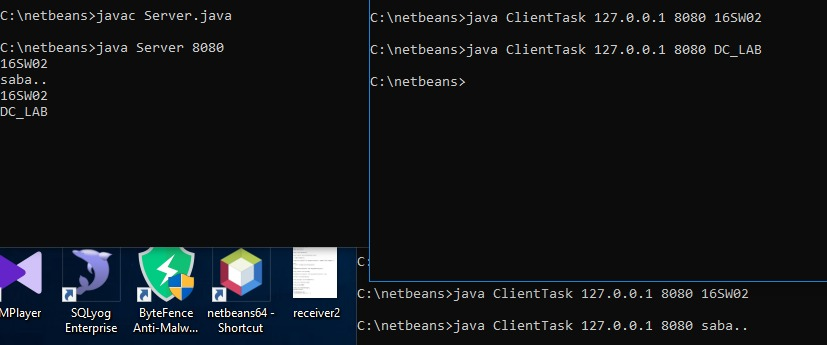 C:\netbeans>javac Server.java
C:\netbeans>java Server 8080
16SW02
saba..
16SW02
DC_LAB
C:\netbeans>java ClientTask 127.0.0.1 8080 16SW02
C:\netbeans>java ClientTask 127.0.0.1 8080 DC_LAB
C:\netbeans>
MPlayer
SQLyog
Enterprise
ByteFence
Anti-Malw...
netbeans64 -
Shortcut
receiver2
C:
C:\netbeans>java ClientTask 127.0.0.1 8080 16SW02
C:\netbeans>java ClientTask 127.0.0.1 8080 saba..